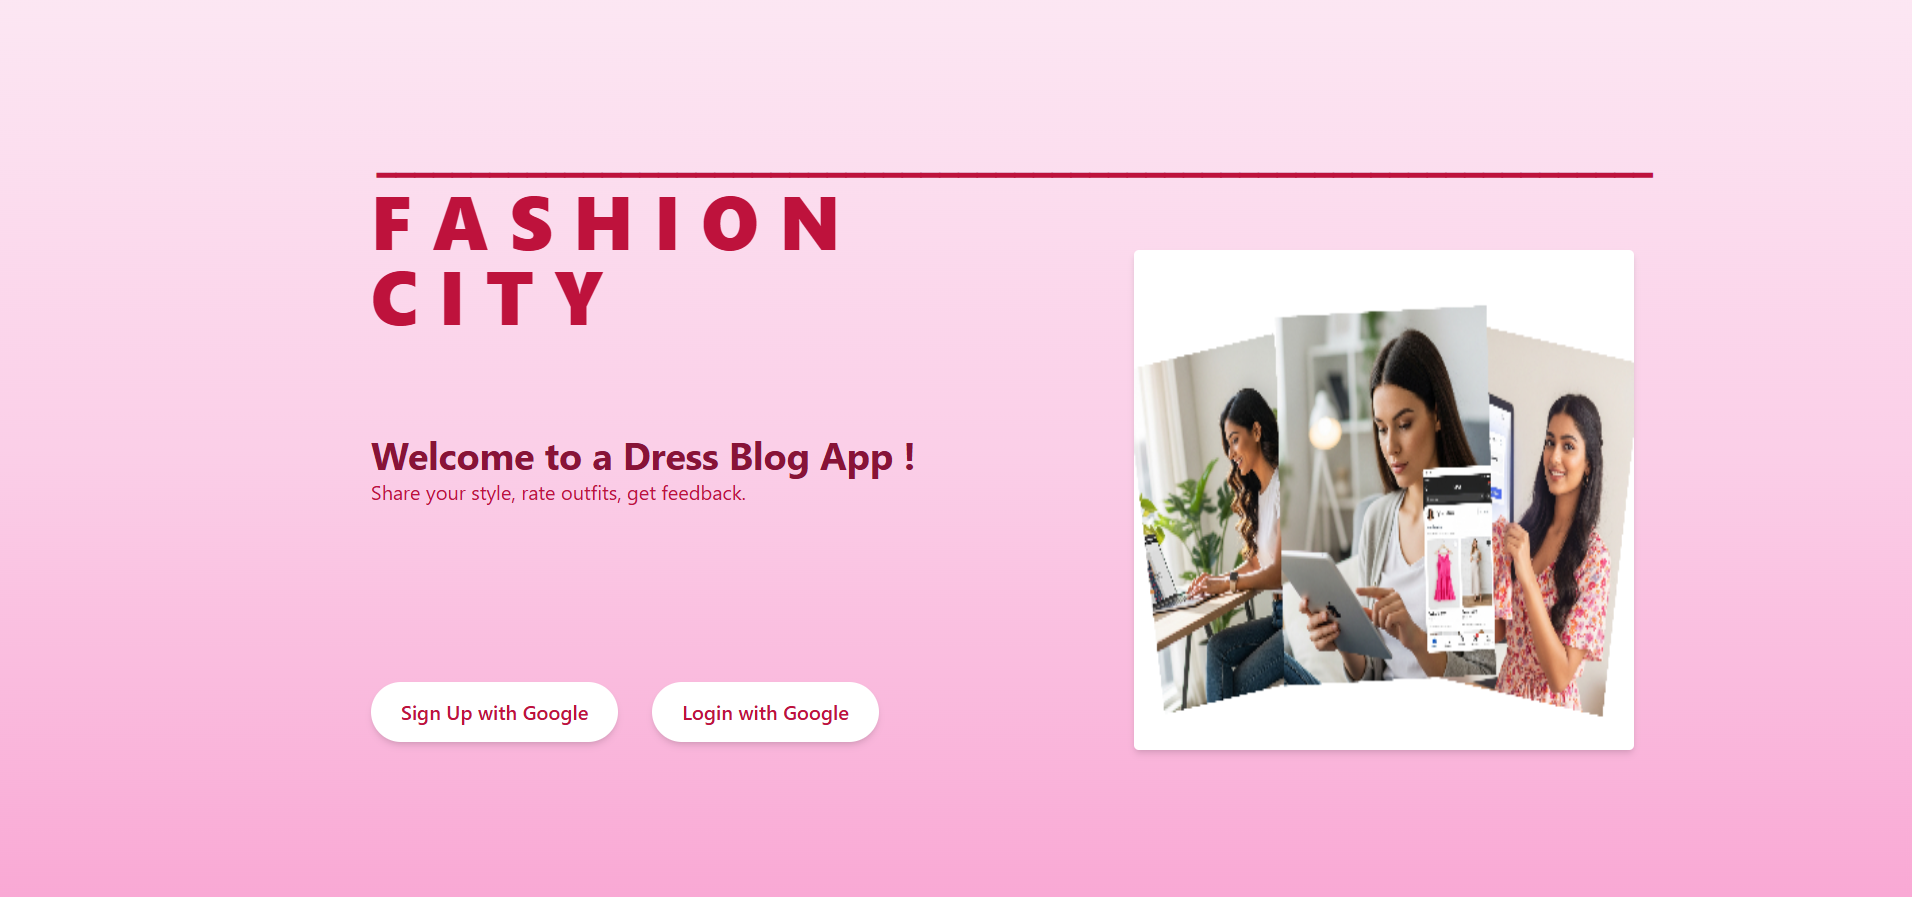 FASHION
CITY
Welcome to a Dress Blog App !
Share your style, rate outfits, get feedback.
Sign Up with Google
Login with Google